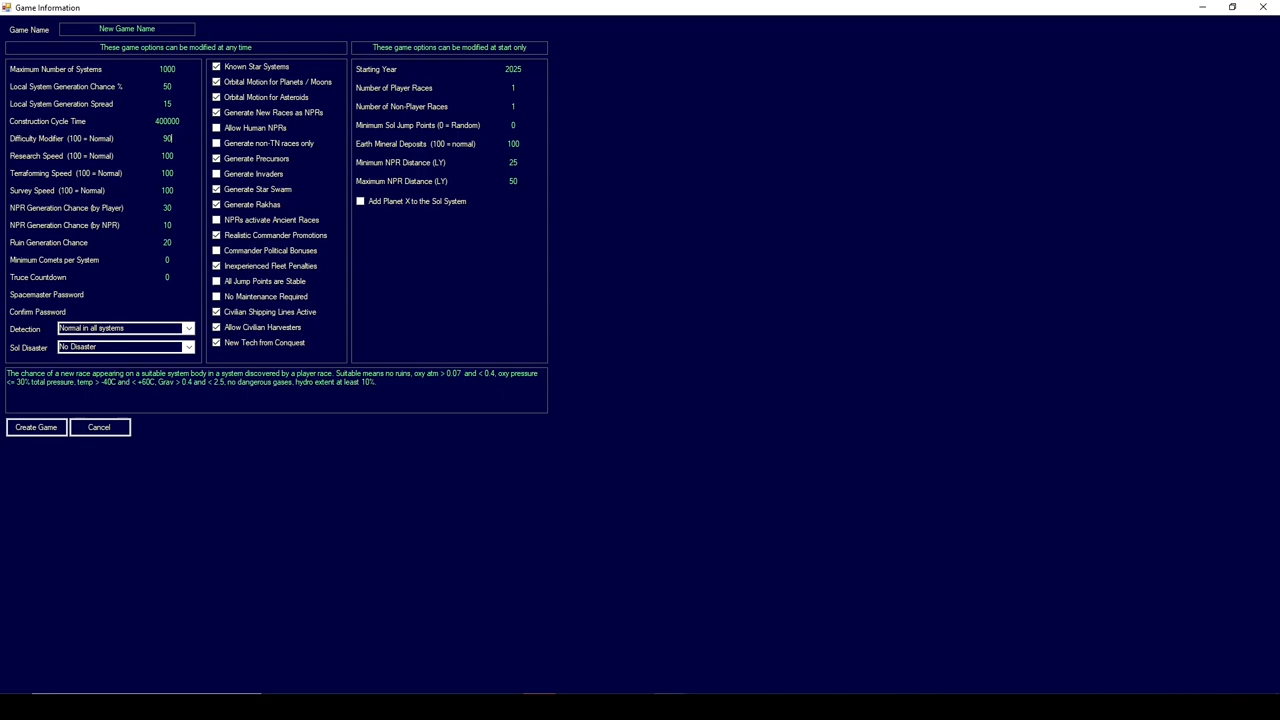 Game Information
Game Name New Game Name
These game options can be modified at any time
These game options can be modified at start only
Maximum Number of Systems 1000
Local System Generation Chance % 50
Local System Generation Spread 15
Construction Cycle Time 400000
Difficulty Modifier (100 = Normal) 90
Research Speed (100 = Normal) 100
Terraforming Speed (100 = Normal) 100
Survey Speed (100 = Normal) 100
NPR Generation Chance (by Player) 30
NPR Generation Chance (by NPR) 10
Ruin Generation Chance 20
Minimum Comets per System 0
Truce Countdown 0
Spacemaster Password
Confirm Password
Detection Normal in all systems
Sol Disaster No Disaster
Known Star Systems
Orbital Motion for Planets / Moons
Orbital Motion for Asteroids
Generate New Races as NPRs
Allow Human NPRs
Generate non-TN races only
Generate Precursors
Generate Invaders
Generate Star Swarm
Generate Rakhas
NPRs activate Ancient Races
Realistic Commander Promotions
Commander Political Bonuses
Inexperienced Fleet Penalties
All Jump Points are Stable
No Maintenance Required
Civilian Shipping Lines Active
Allow Civilian Harvesters
New Tech from Conquest
Starting Year 2025
Number of Player Races 1
Number of Non-Player Races 1
Minimum Sol Jump Points (0 = Random) 0
Earth Mineral Deposits (100 = normal) 100
Minimum NPR Distance (LY) 25
Maximum NPR Distance (LY) 50
Add Planet X to the Sol System
The chance of a new race appearing on a suitable system body in a system discovered by a player race. Suitable means no ruins, oxy atm > 0.07 and < 0.4, oxy pressure
<= 30% total pressure, temp > -40C and < +60C, Grav > 0.4 and < 2.5, no dangerous gases, hydro extent at least 10%.
Create Game
Cancel